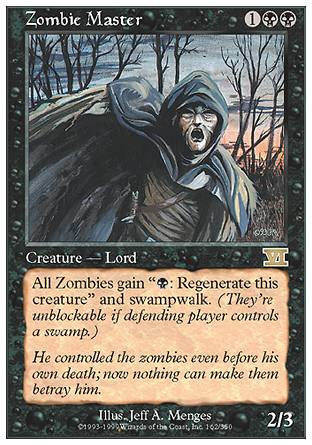 Zombie Master 1
Creature — Lord
VI
All Zombies gain “: Regenerate this
creature” and swampwalk. (They’re
unblockable if defending player controls
a swamp.)
He controlled the zombies even before his
own death; now nothing can make them
betray him.
Illus. Jeff A. Menges
©1993-1999 Wizards of the Coast, Inc. 162/350
2/3